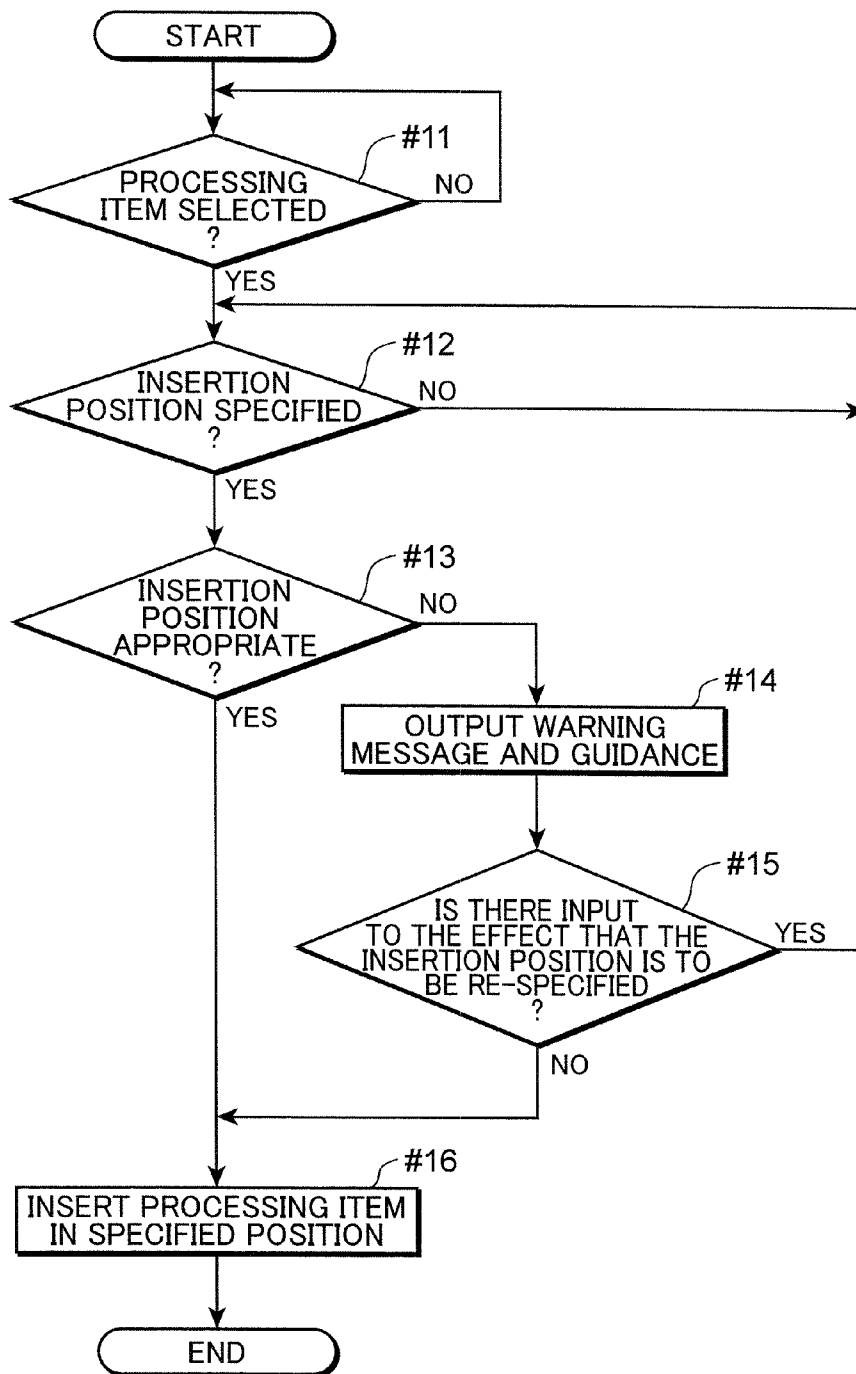 START
#11
PROCESSING
ITEM SELECTED
?
NO
YES
#12
INSERTION
POSITION SPECIFIED
?
NO
YES
#13
INSERTION
POSITION
APPROPRIATE
?
NO
YES
#14
OUTPUT WARNING
MESSAGE AND GUIDANCE
#15
IS THERE INPUT
TO THE EFFECT THAT THE
INSERTION POSITION IS TO
BE RE-SPECIFIED
?
YES
NO
#16
INSERT PROCESSING ITEM
IN SPECIFIED POSITION
END